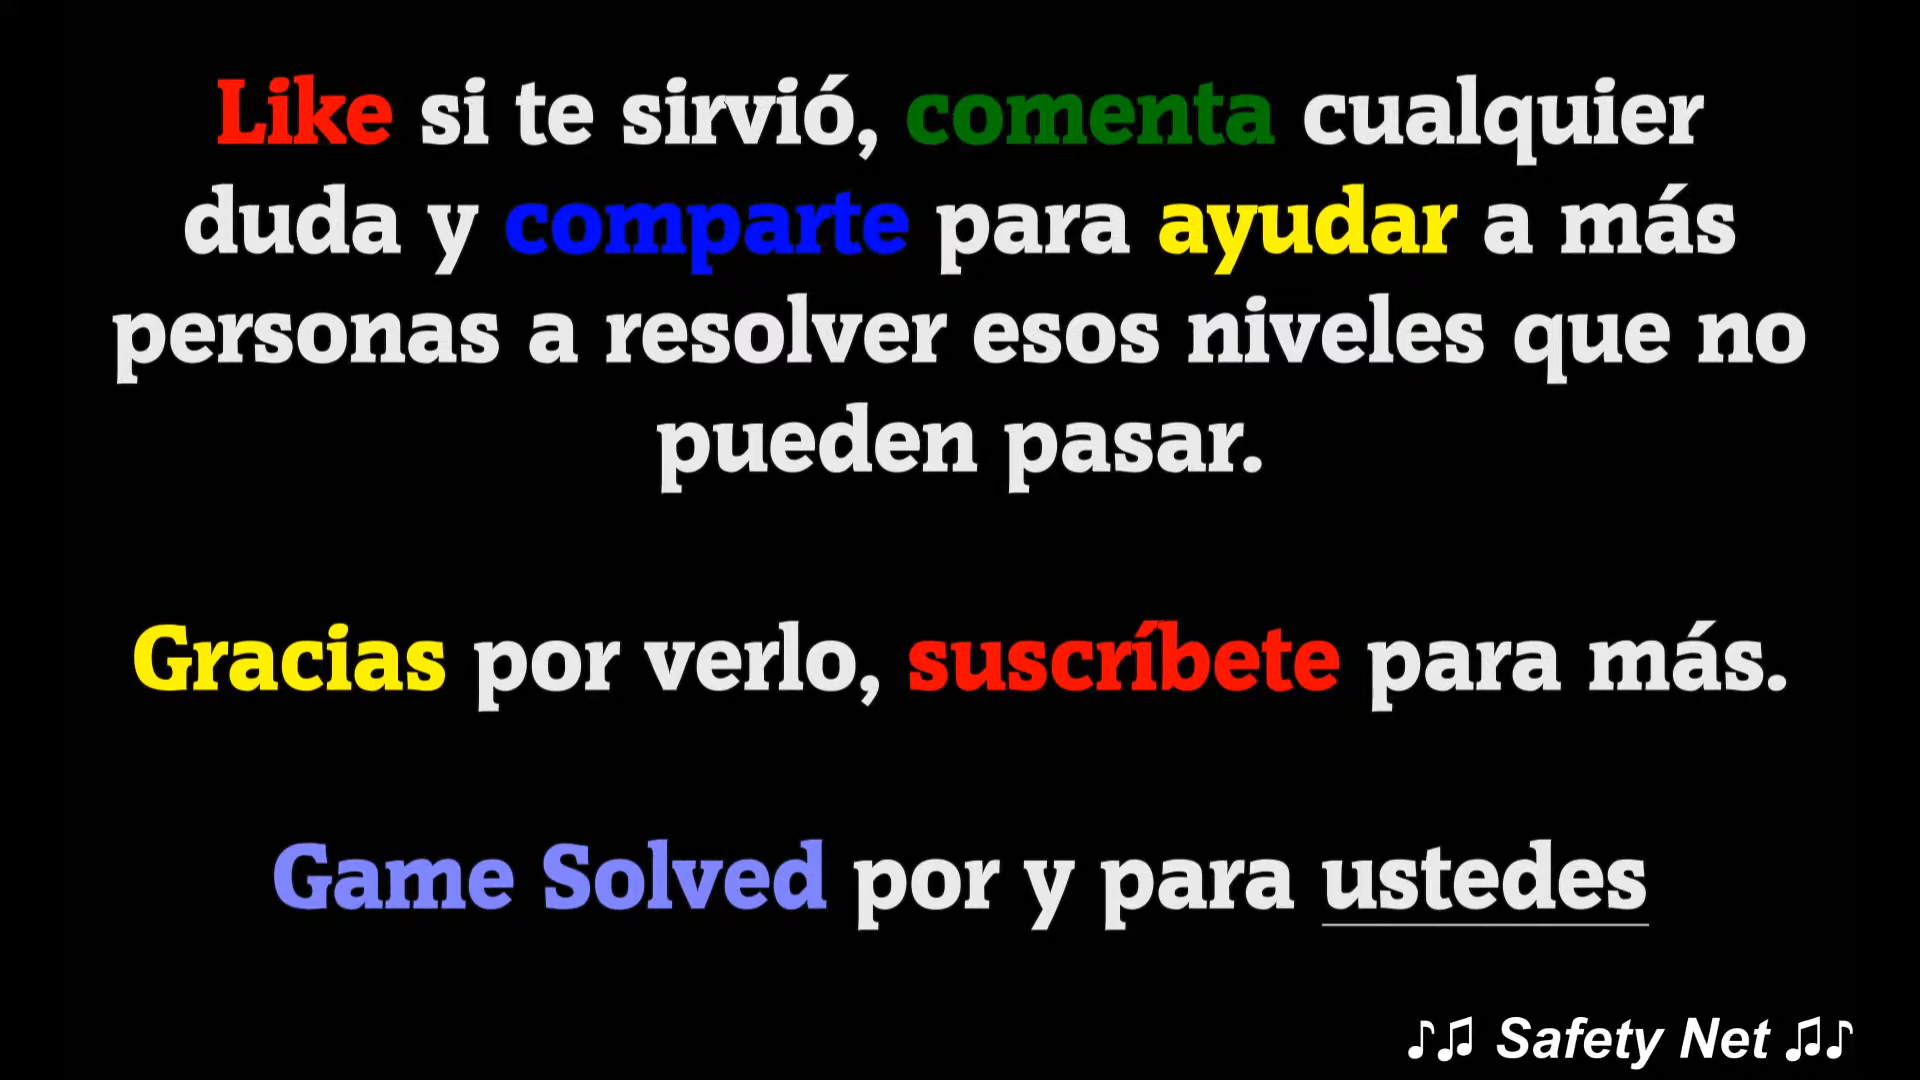 Like si te sirvió, comenta cualquier
duda y comparte para ayudar a más
personas a resolver esos niveles que no
pueden pasar.
Gracias por verlo, suscríbete para más.
Game Solved por y para ustedes
♪♫ Safety Net ♫♪